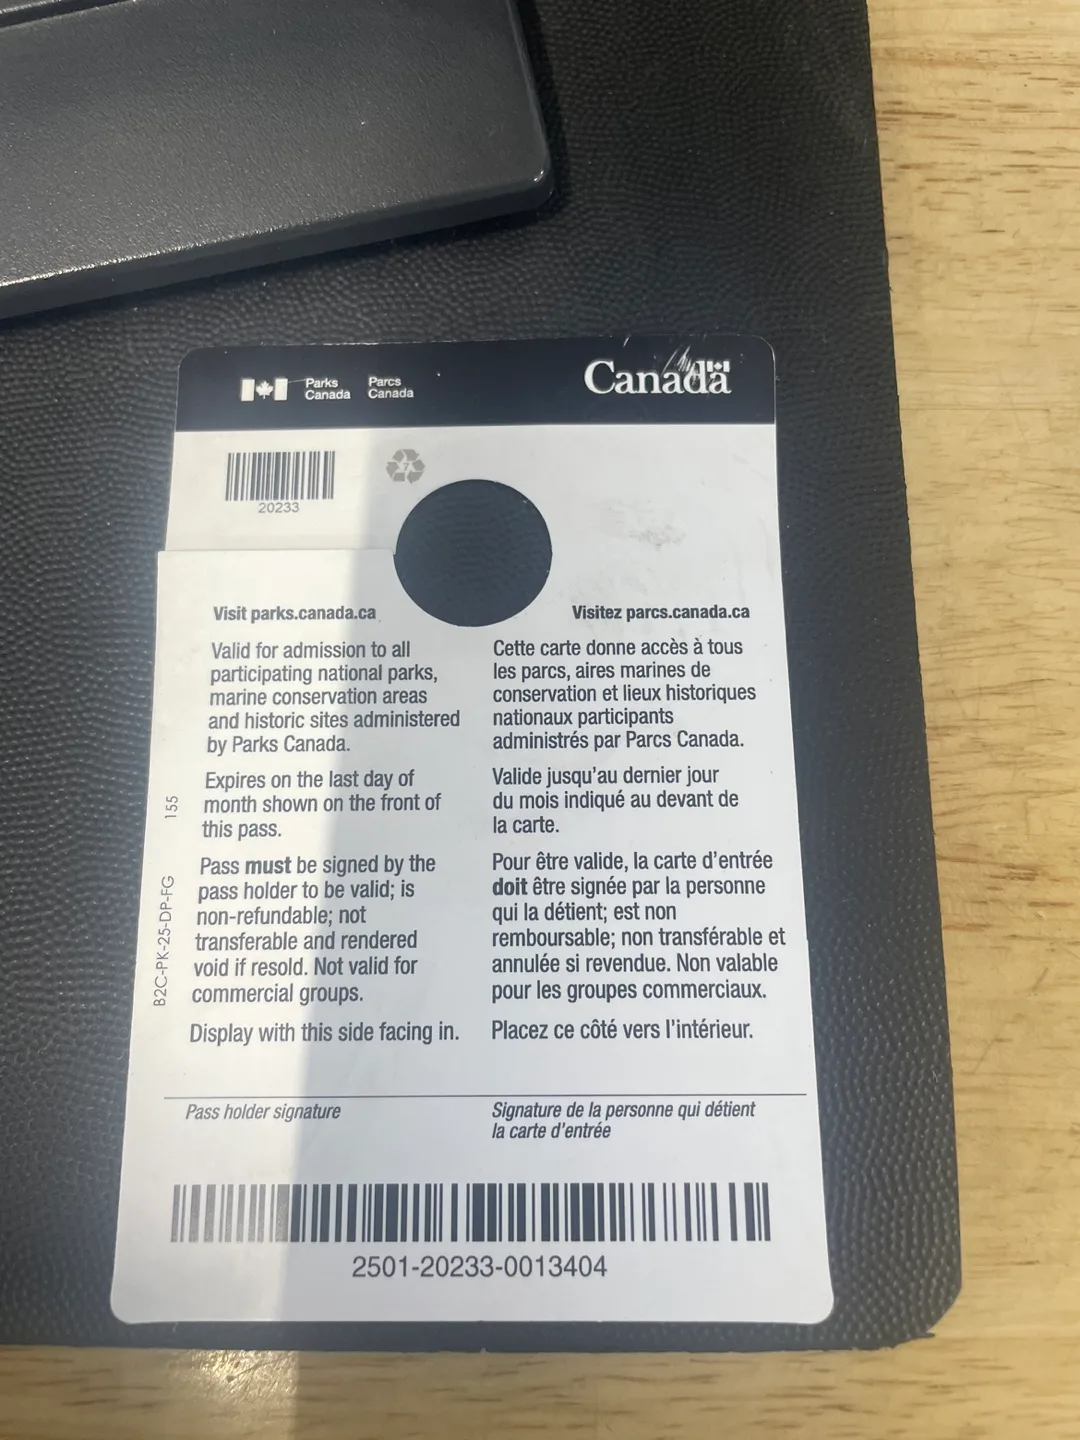 Parks
Canada
Parcs
Canada
Canada
7
20233
Visit parks.canada.ca
Valid for admission to all
participating national parks,
marine conservation areas
and historic sites administered
by Parks Canada.
Expires on the last day of
month shown on the front of
this pass.
Pass must be signed by the
pass holder to be valid; is
non-refundable; not
transferable and rendered
void if resold. Not valid for
commercial groups.
Display with this side facing in.
Visitez parcs.canada.ca
Cette carte donne accès à tous
les parcs, aires marines de
conservation et lieux historiques
nationaux participants
administrés par Parcs Canada.
Valide jusqu'au dernier jour
du mois indiqué au devant de
la carte.
Pour être valide, la carte d'entrée
doit être signée par la personne
qui la détient; est non
remboursable; non transférable et
annulée si revendue. Non valable
pour les groupes commerciaux.
Placez ce côté vers l'intérieur.
B2C-PK-25-DP-FG 155
Pass holder signature
Signature de la personne qui détient
la carte d'entrée
2501-20233-0013404